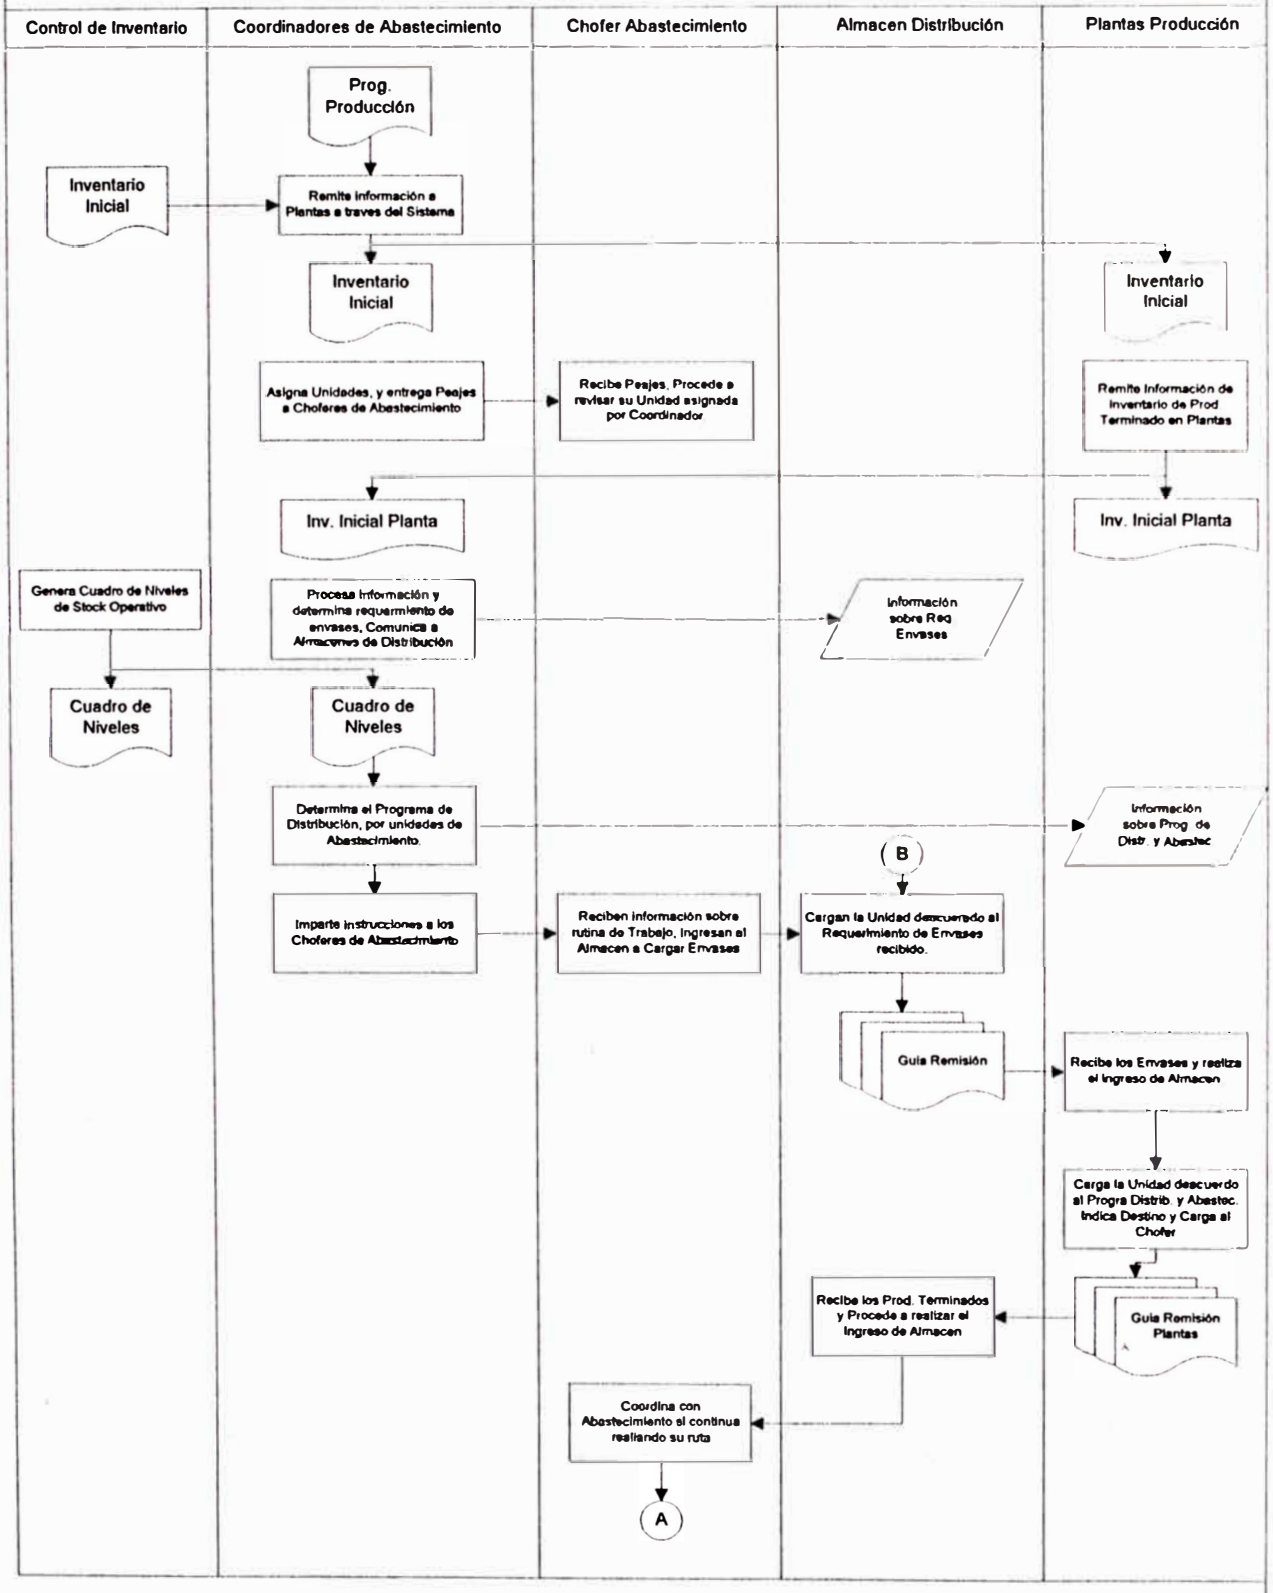 Control de Inventario
Coordinadores de Abastecimiento
Chofer Abastecimiento
Almacen Distribución
Plantas Producción
Prog.
Producción
Inventario
Inicial
Remite Información a
Plantas a traves del Sistema
Inventario
Inicial
Inventario
Inicial
Asigna Unidades, y entrega Peajes
a Choferes de Abastecimiento
Recibe Peajes, Procede a
revisar su Unidad asignada
por Coordinador
Remite Información de
Inventario de Prod
Terminado en Plantas
Inv. Inicial Planta
Inv. Inicial Planta
Genera Cuadro de Niveles
de Stock Operativo
Procesa Información y
determina requermiento de
envases, Comunica a
Almacenes de Distribución
Información
sobre Req
Envases
Cuadro de
Niveles
Cuadro de
Niveles
Determina el Programa de
Distribución, por unidades de
Abastecimiento.
Información
sobre Prog. de
Distr. y Abastec
B
Imparte Instrucciones a los
Choferes de Abastecimiento
Reciben información sobre
rutina de Trabajo, Ingresan al
Almacen a Cargar Envases
Cargan la Unidad descuerdo al
Requerimiento de Envases
recibido.
Guia Remisión
Recibe los Envases y realiza
el Ingreso de Almacen
Carga la Unidad descuerdo
al Progra Distrib. y Abastec.
Indica Destino y Carga al
Chofer
Recibe los Prod. Terminados
y Procede a realizar el
Ingreso de Almacen
Guia Remisión
Plantas
Coordina con
Abastecimiento si continua
realiando su ruta
A